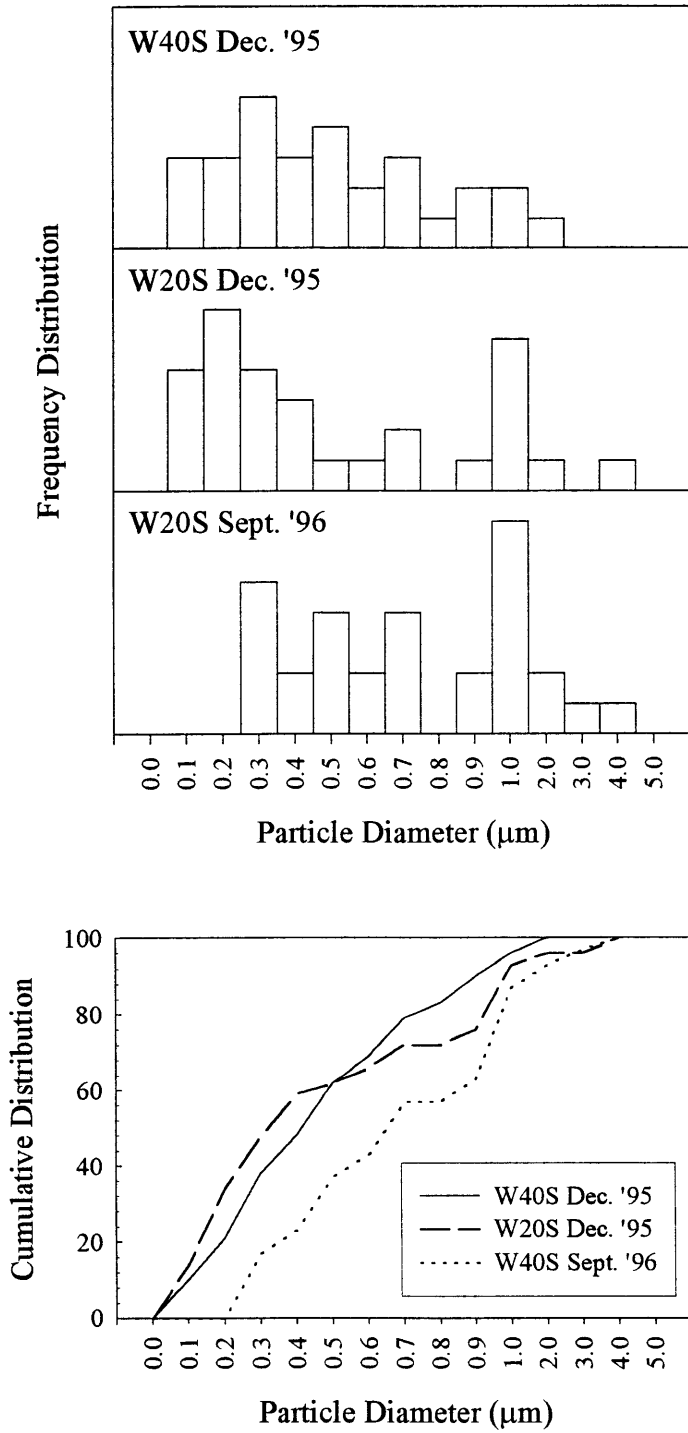 W40S Dec. '95
W20S Dec. '95
W20S Sept. '96
Frequency Distribution
0.0 0.1 0.2 0.3 0.4 0.5 0.6 0.7 0.8 0.9 1.0 2.0 3.0 4.0 5.0
Particle Diameter (μm)
100
80
60
40
20
0
Cumulative Distribution
W40S Dec. '95
W20S Dec. '95
W40S Sept. '96
0.0 0.1 0.2 0.3 0.4 0.5 0.6 0.7 0.8 0.9 1.0 2.0 3.0 4.0 5.0
Particle Diameter (μm)